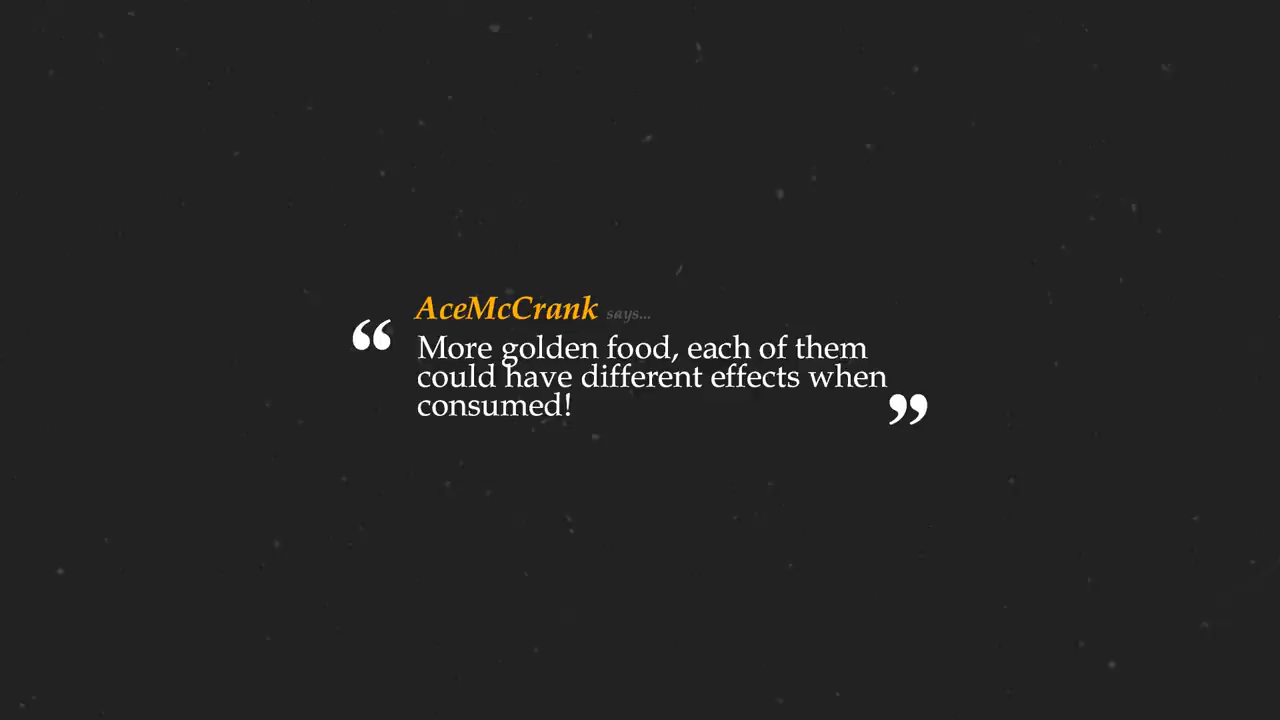 AceMcCrank says...
“ More golden food, each of them
could have different effects when
consumed! ”